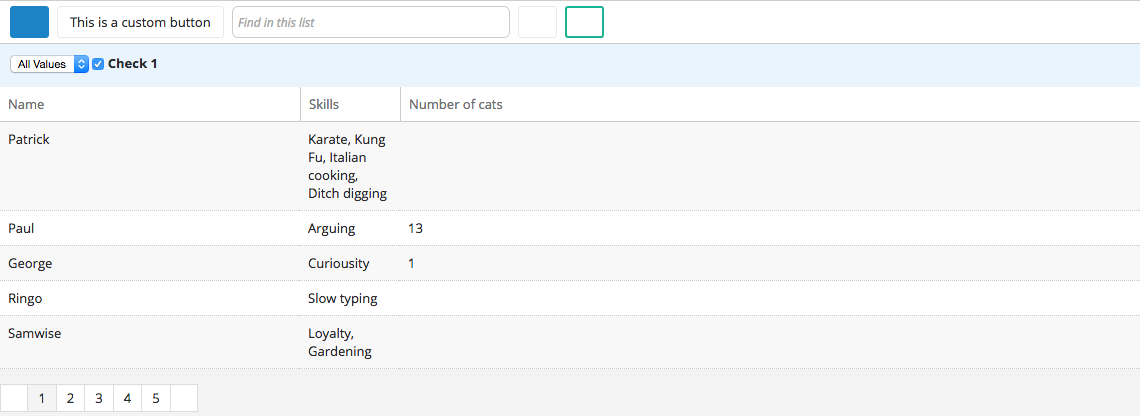 This is a custom button
Find in this list
All Values
Check 1
Name Skills Number of cats
Patrick Karate, Kung
Fu, Italian
cooking,
Ditch digging
Paul Arguing 13
George Curiousity 1
Ringo Slow typing
Samwise Loyalty,
Gardening
1 2 3 4 5